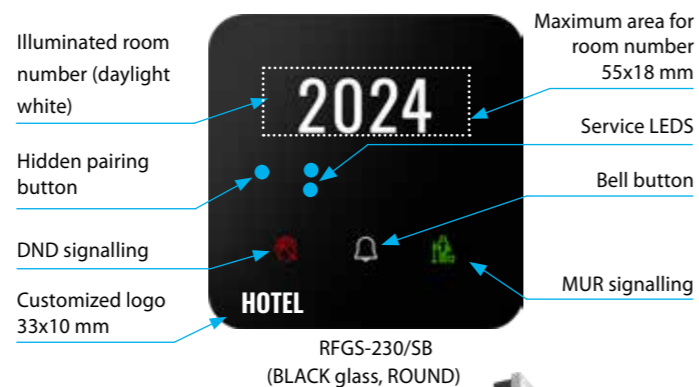 Illuminated room
number (daylight
white)
Hidden pairing
button
DND signalling
Customized logo
33x10 mm
2024
HOTEL
Maximum area for
room number
55x18 mm
Service LEDS
Bell button
MUR signalling
RFGS-230/SB
(BLACK glass, ROUND)